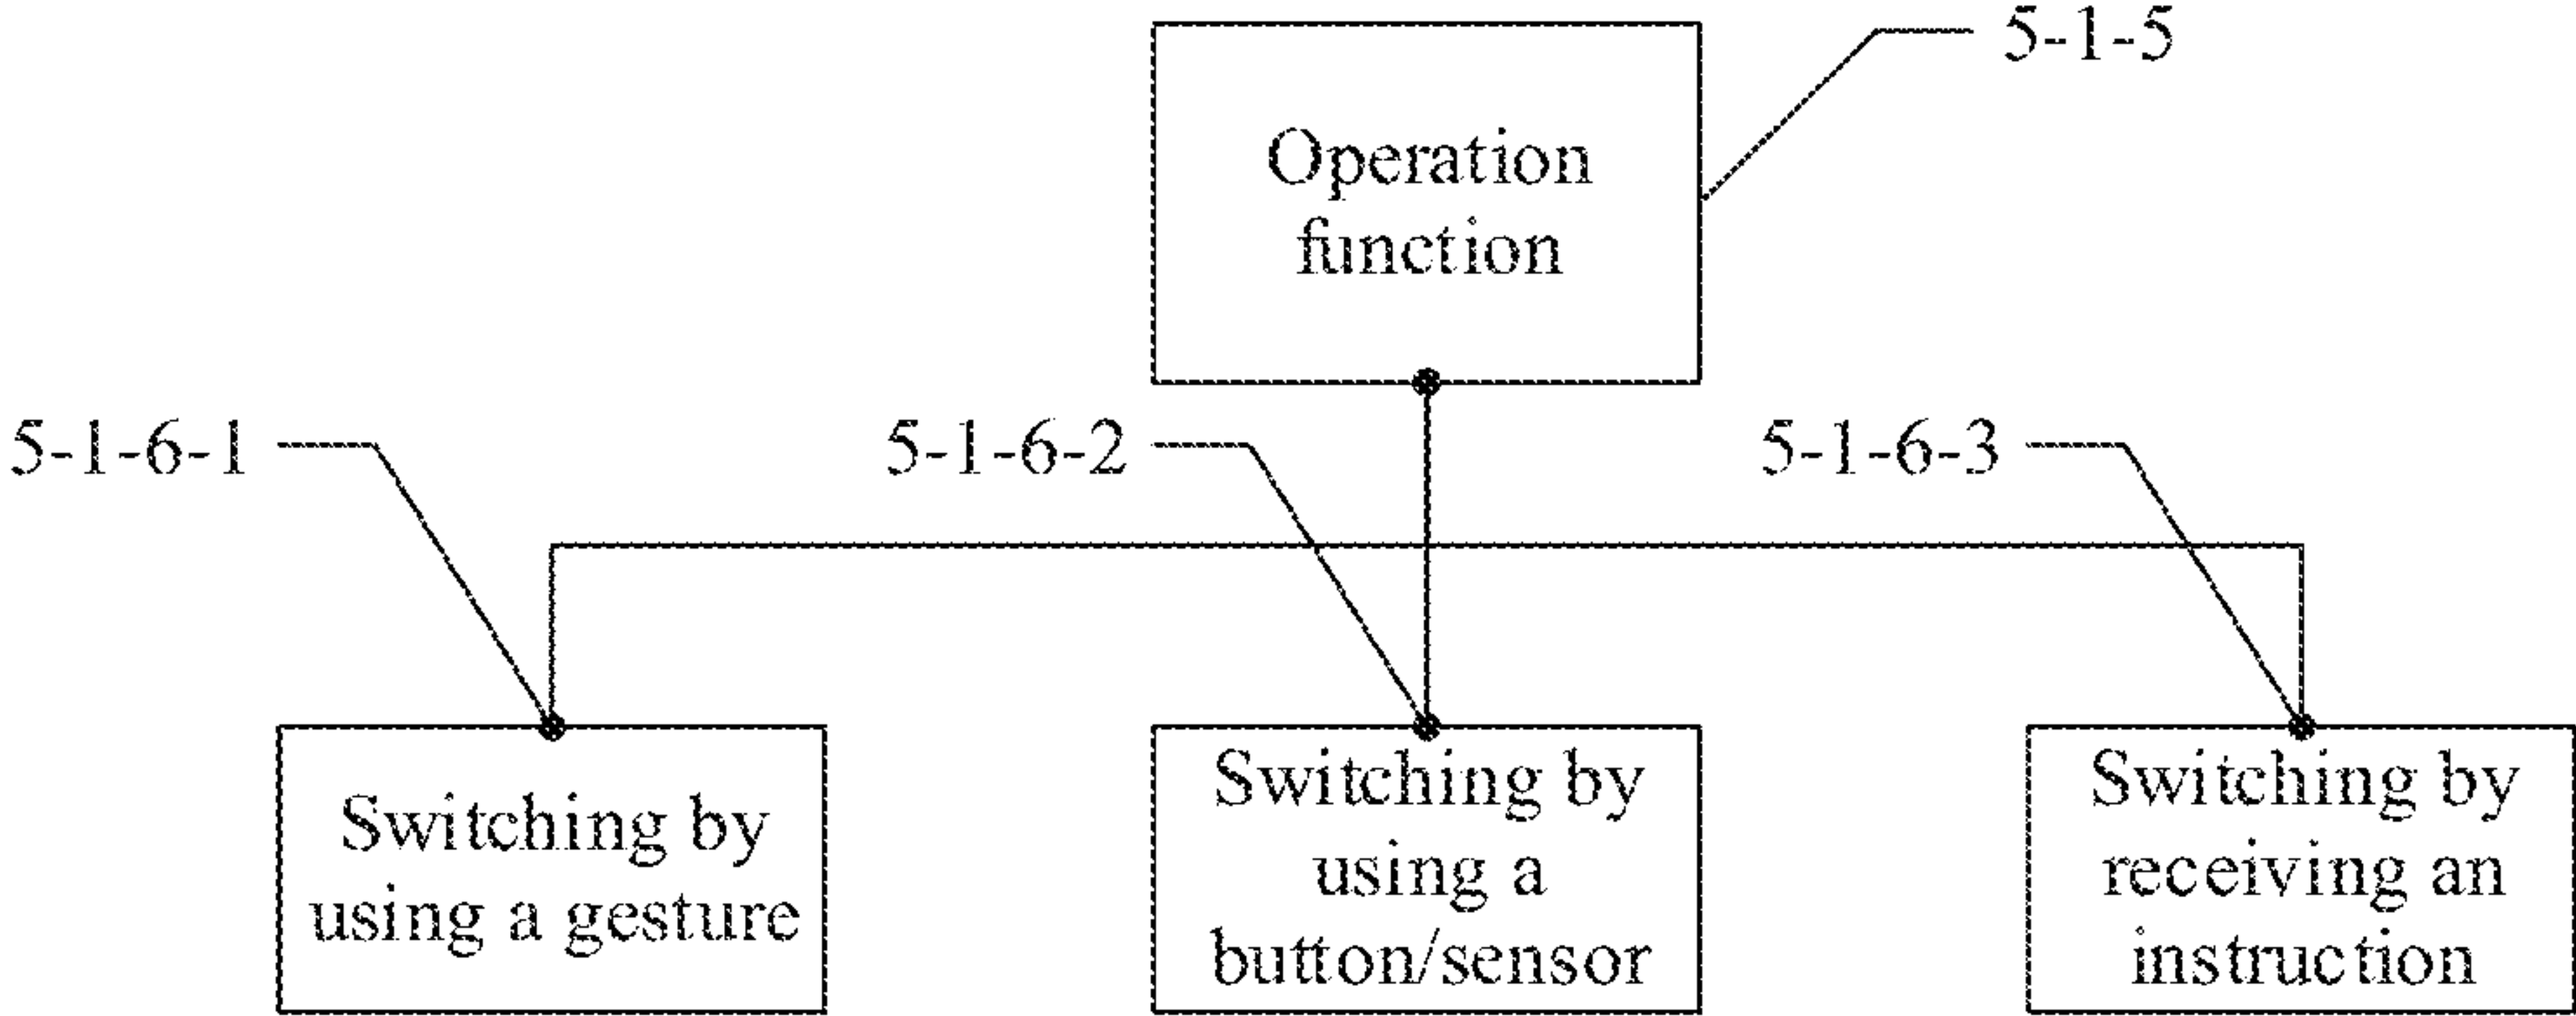 5-1-5
Operation
function
5-1-6-1
5-1-6-2
5-1-6-3
Switching by
using a gesture
Switching by
using a
button/sensor
Switching by
receiving an
instruction